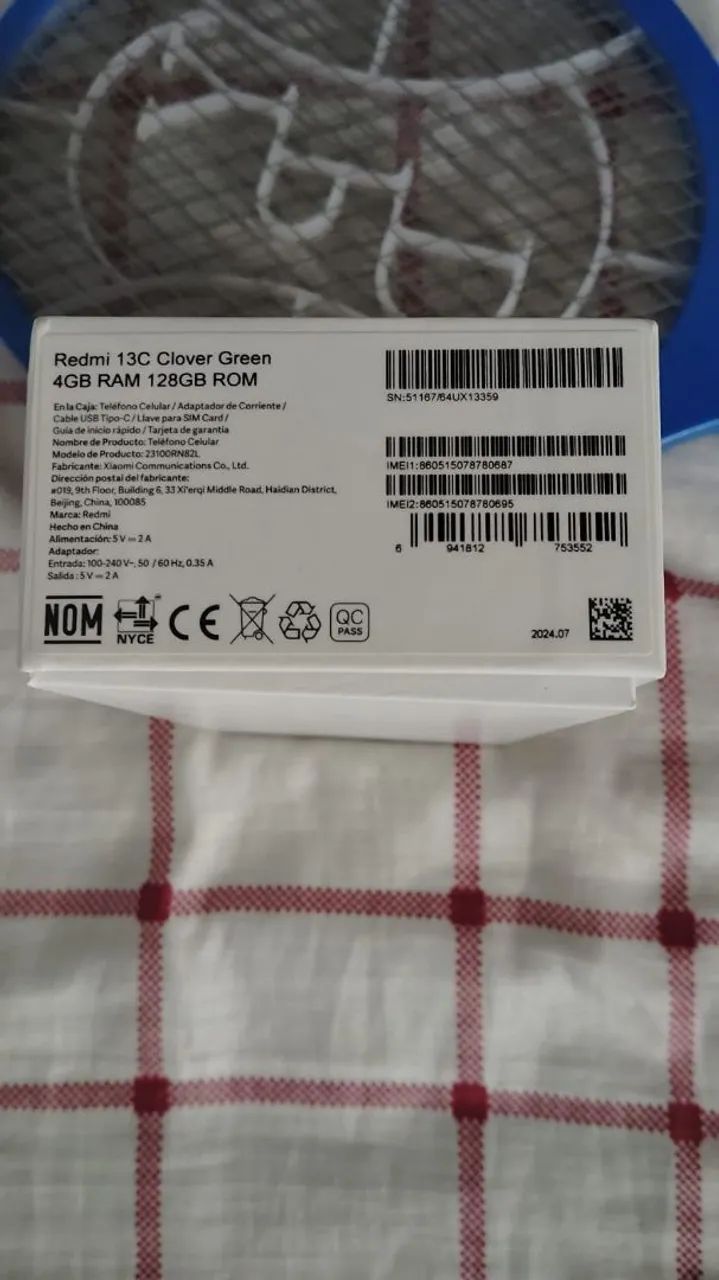 Redmi 13C Clover Green
4GB RAM 128GB ROM
En la Caja: Teléfono Celular / Adaptador de Corriente /
Cable USB Tipo-C / Llave para SIM Card /
Guía de inicio rápido / Tarjeta de garantía
Nombre de Producto: Teléfono Celular
Modelo de Producto: 23100RN82L
Fabricante: Xiaomi Communications Co., Ltd.
Dirección postal del fabricante:
#019, 9th Floor, Building 6, 33 Xi'erqi Middle Road, Haidian District,
Beijing, China, 100085
Marca: Redmi
Hecho en China
Alimentación: 5 V ⎓ 2 A
Adaptador:
Entrada: 100-240 V~, 50 / 60 Hz, 0.35 A
Salida : 5 V ⎓ 2 A
NOM
NYCE
CE
QC
PASS
SN:51167/64UX13359
IMEI1:860515078780687
IMEI2:860515078780695
6 941812 753552
2024.07